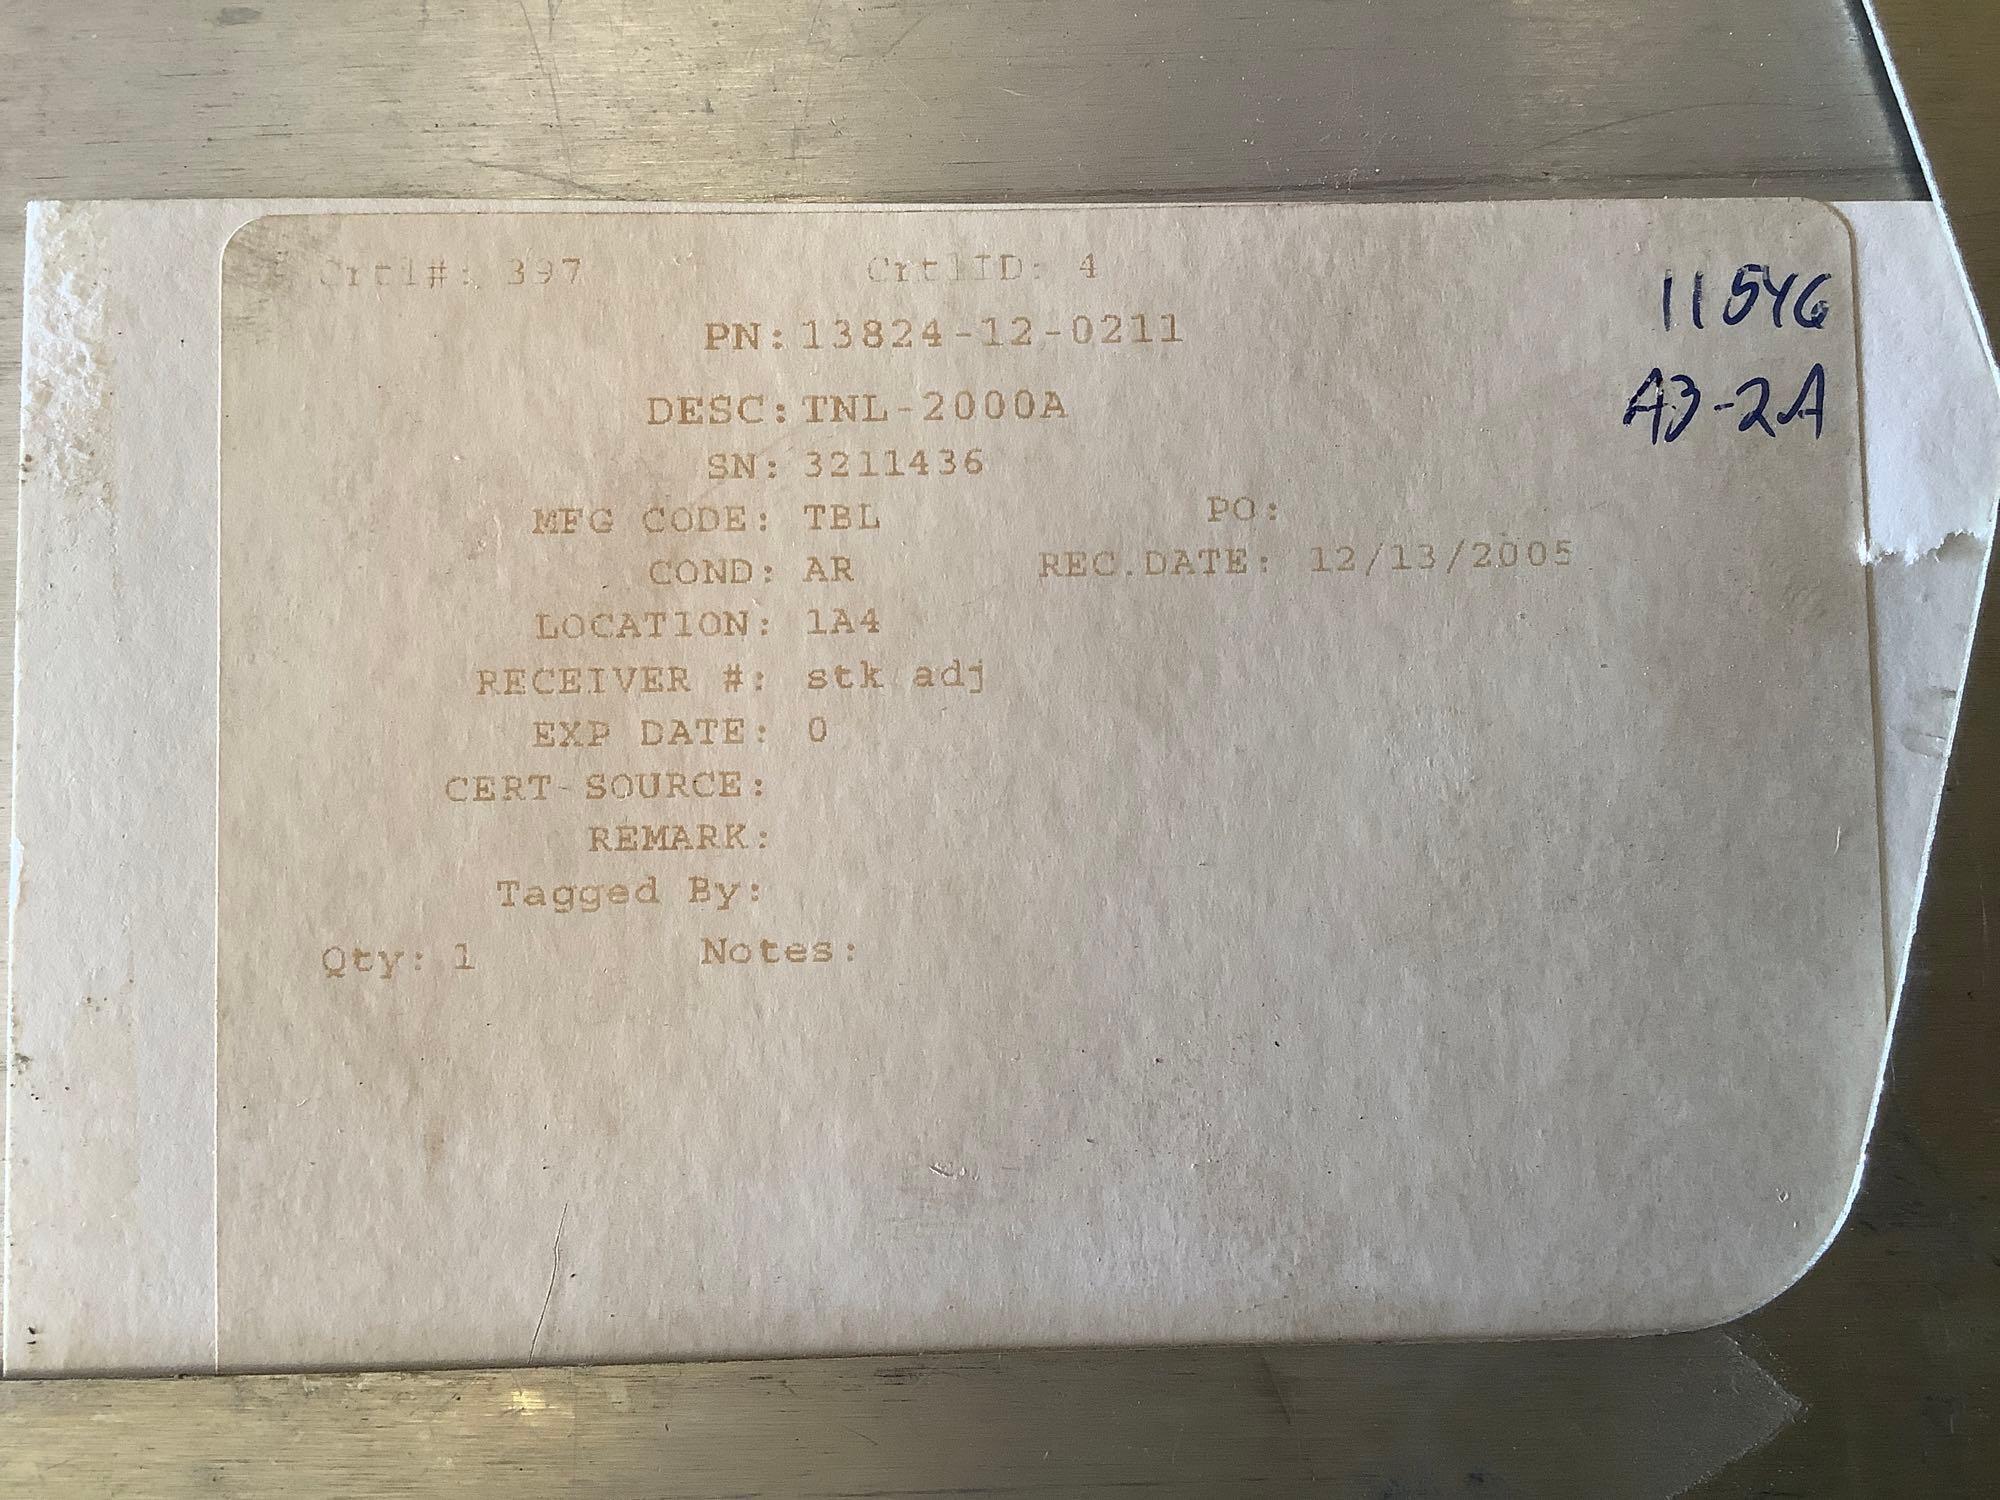 Crtl#: 397 CrtlID: 4
11546
PN: 13824-12-0211
A3-2A
DESC: TNL-2000A
SN: 3211436
MFG CODE: TBL PO:
COND: AR REC.DATE: 12/13/2005
LOCATION: 1A4
RECEIVER #: stk adj
EXP DATE: 0
CERT-SOURCE:
REMARK:
Tagged By:
Qty: 1 Notes: